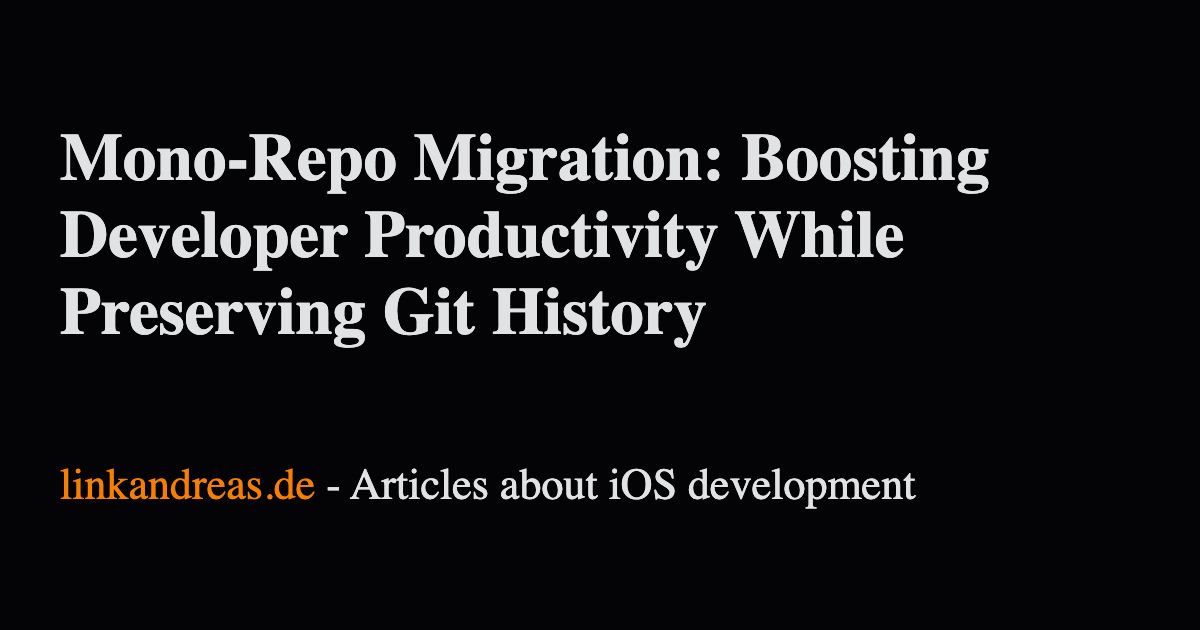 Mono-Repo Migration: Boosting
Developer Productivity While
Preserving Git History
linkandreas.de - Articles about iOS development